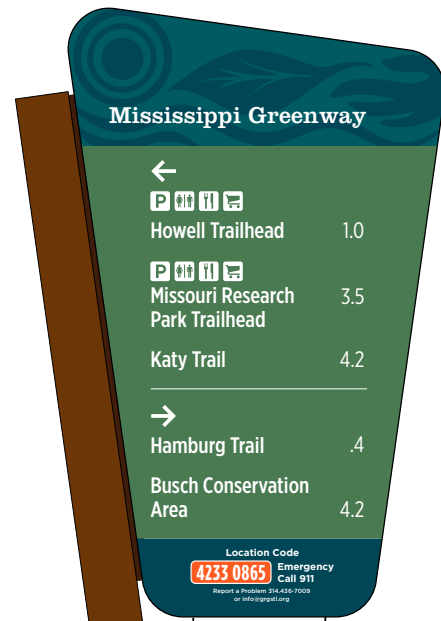 Mississippi Greenway
←
P
Howell Trailhead 1.0
P
Missouri Research
Park Trailhead 3.5
Katy Trail 4.2
→
Hamburg Trail .4
Busch Conservation
Area 4.2
Location Code
4233 0865 Emergency
Call 911
Report a Problem 314.436-7009
or info@grgstl.org